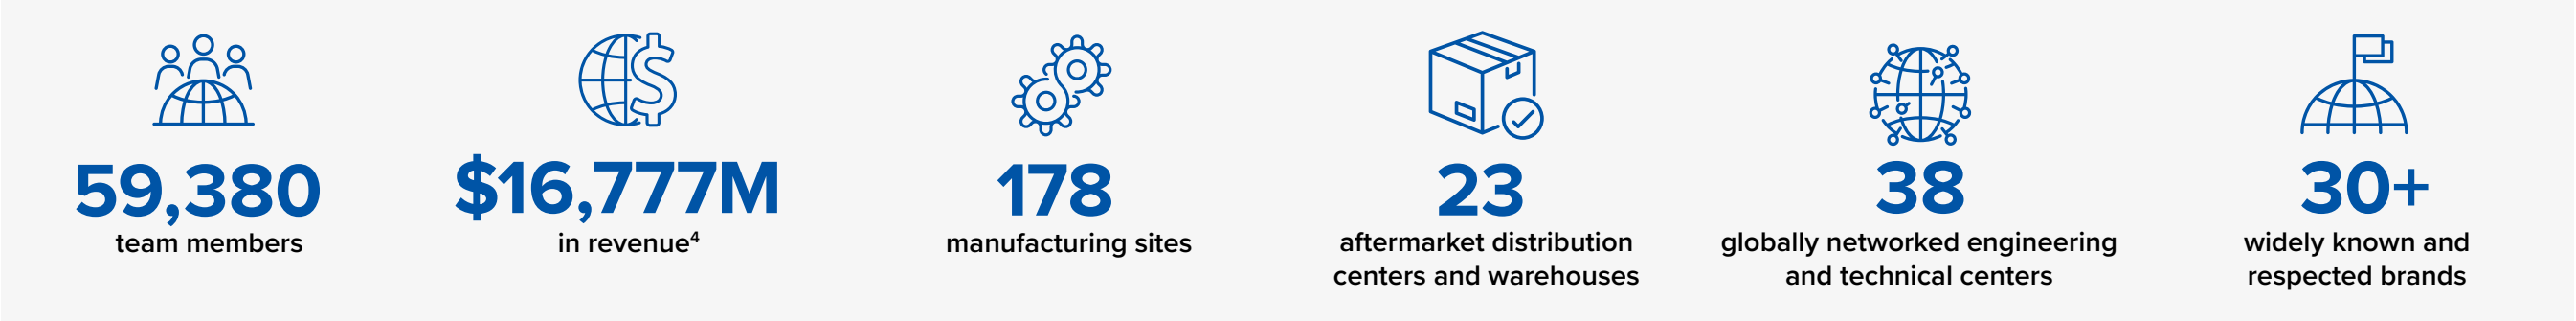 59,380
team members
$16,777M
in revenue⁴
178
manufacturing sites
23
aftermarket distribution
centers and warehouses
38
globally networked engineering
and technical centers
30+
widely known and
respected brands